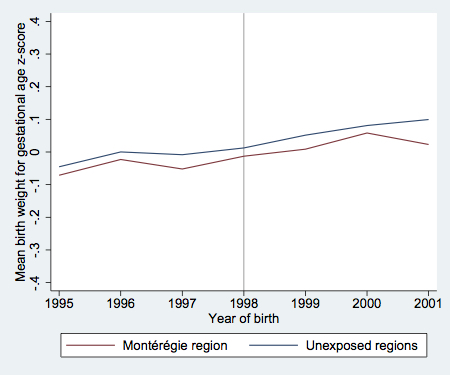 Mean birth weight for gestational age z-score
.4
.3
.2
.1
0
-.1
-.2
-.3
-.4
1995 1996 1997 1998 1999 2000 2001
Year of birth
Montérégie region Unexposed regions